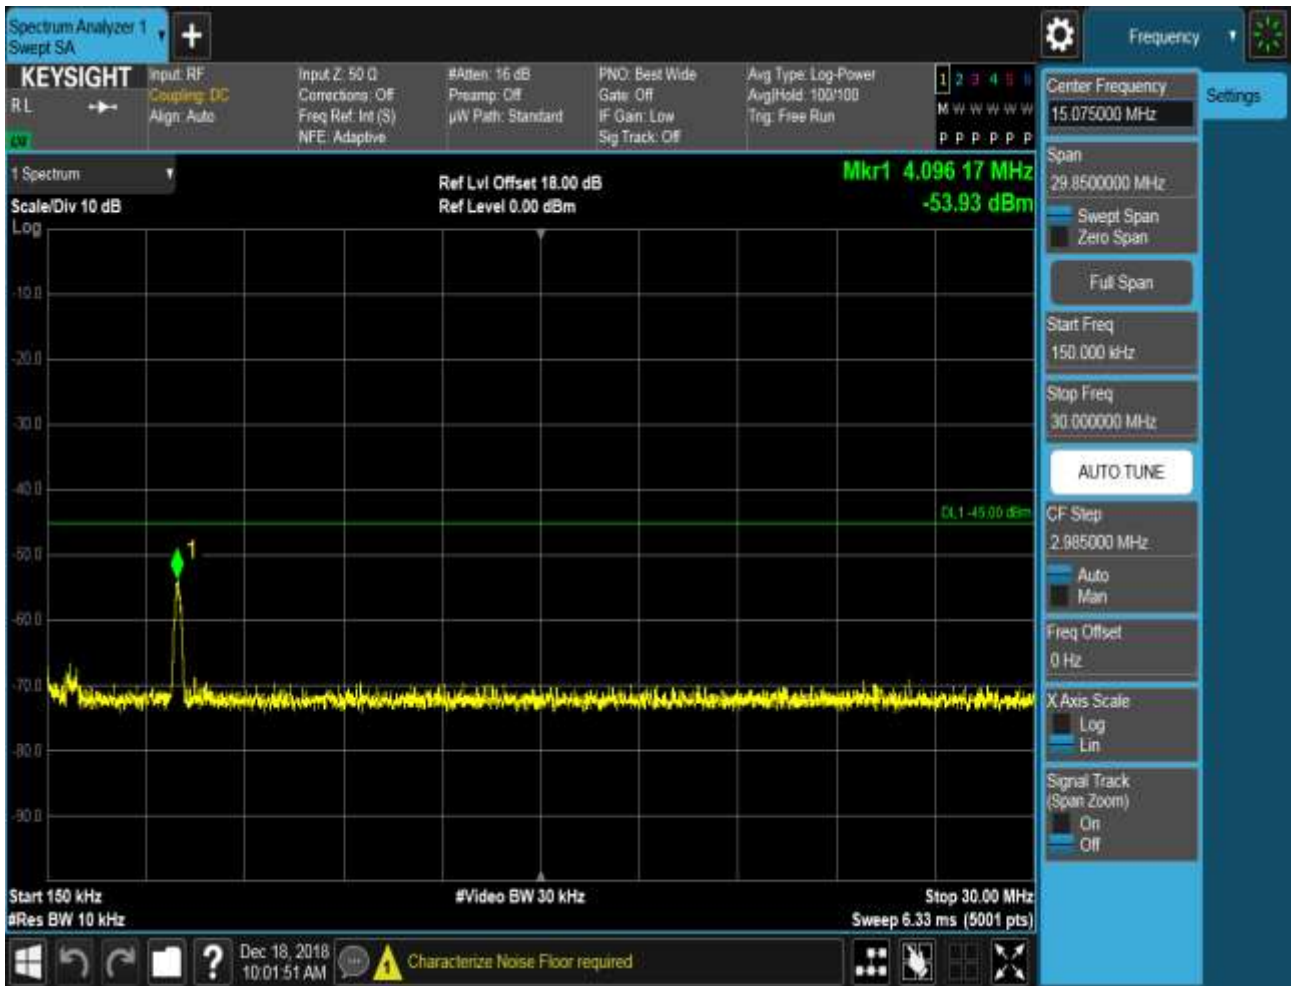 Spectrum Analyzer 1
Swept SA
+
Frequency
KEYSIGHT
R L
LXI
Input: RF
Coupling: DC
Align: Auto
Input Z: 50 Ω
Corrections: Off
Freq Ref: Int (S)
NFE: Adaptive
#Atten: 16 dB
Preamp: Off
µW Path: Standard
PNO: Best Wide
Gate: Off
IF Gain: Low
Sig Track: Off
Avg Type: Log-Power
Avg|Hold: 100/100
Trig: Free Run
1 2 3 4 5 6
M W W W W W
P P P P P P
1 Spectrum
Scale/Div 10 dB
Log
Ref Lvl Offset 18.00 dB
Ref Level 0.00 dBm
Mkr1 4.096 17 MHz
-53.93 dBm
-10.0
-20.0
-30.0
-40.0
DL1 -45.00 dBm
-50.0
1
-60.0
-70.0
-80.0
-90.0
Start 150 kHz
#Res BW 10 kHz
#Video BW 30 kHz
Stop 30.00 MHz
Sweep 6.33 ms (5001 pts)
Center Frequency
15.075000 MHz
Settings
Span
29.8500000 MHz
Swept Span
Zero Span
Full Span
Start Freq
150.000 kHz
Stop Freq
30.000000 MHz
AUTO TUNE
CF Step
2.985000 MHz
Auto
Man
Freq Offset
0 Hz
X Axis Scale
Log
Lin
Signal Track
(Span Zoom)
On
Off
?
Dec 18, 2018
10:01:51 AM
1
Characterize Noise Floor required